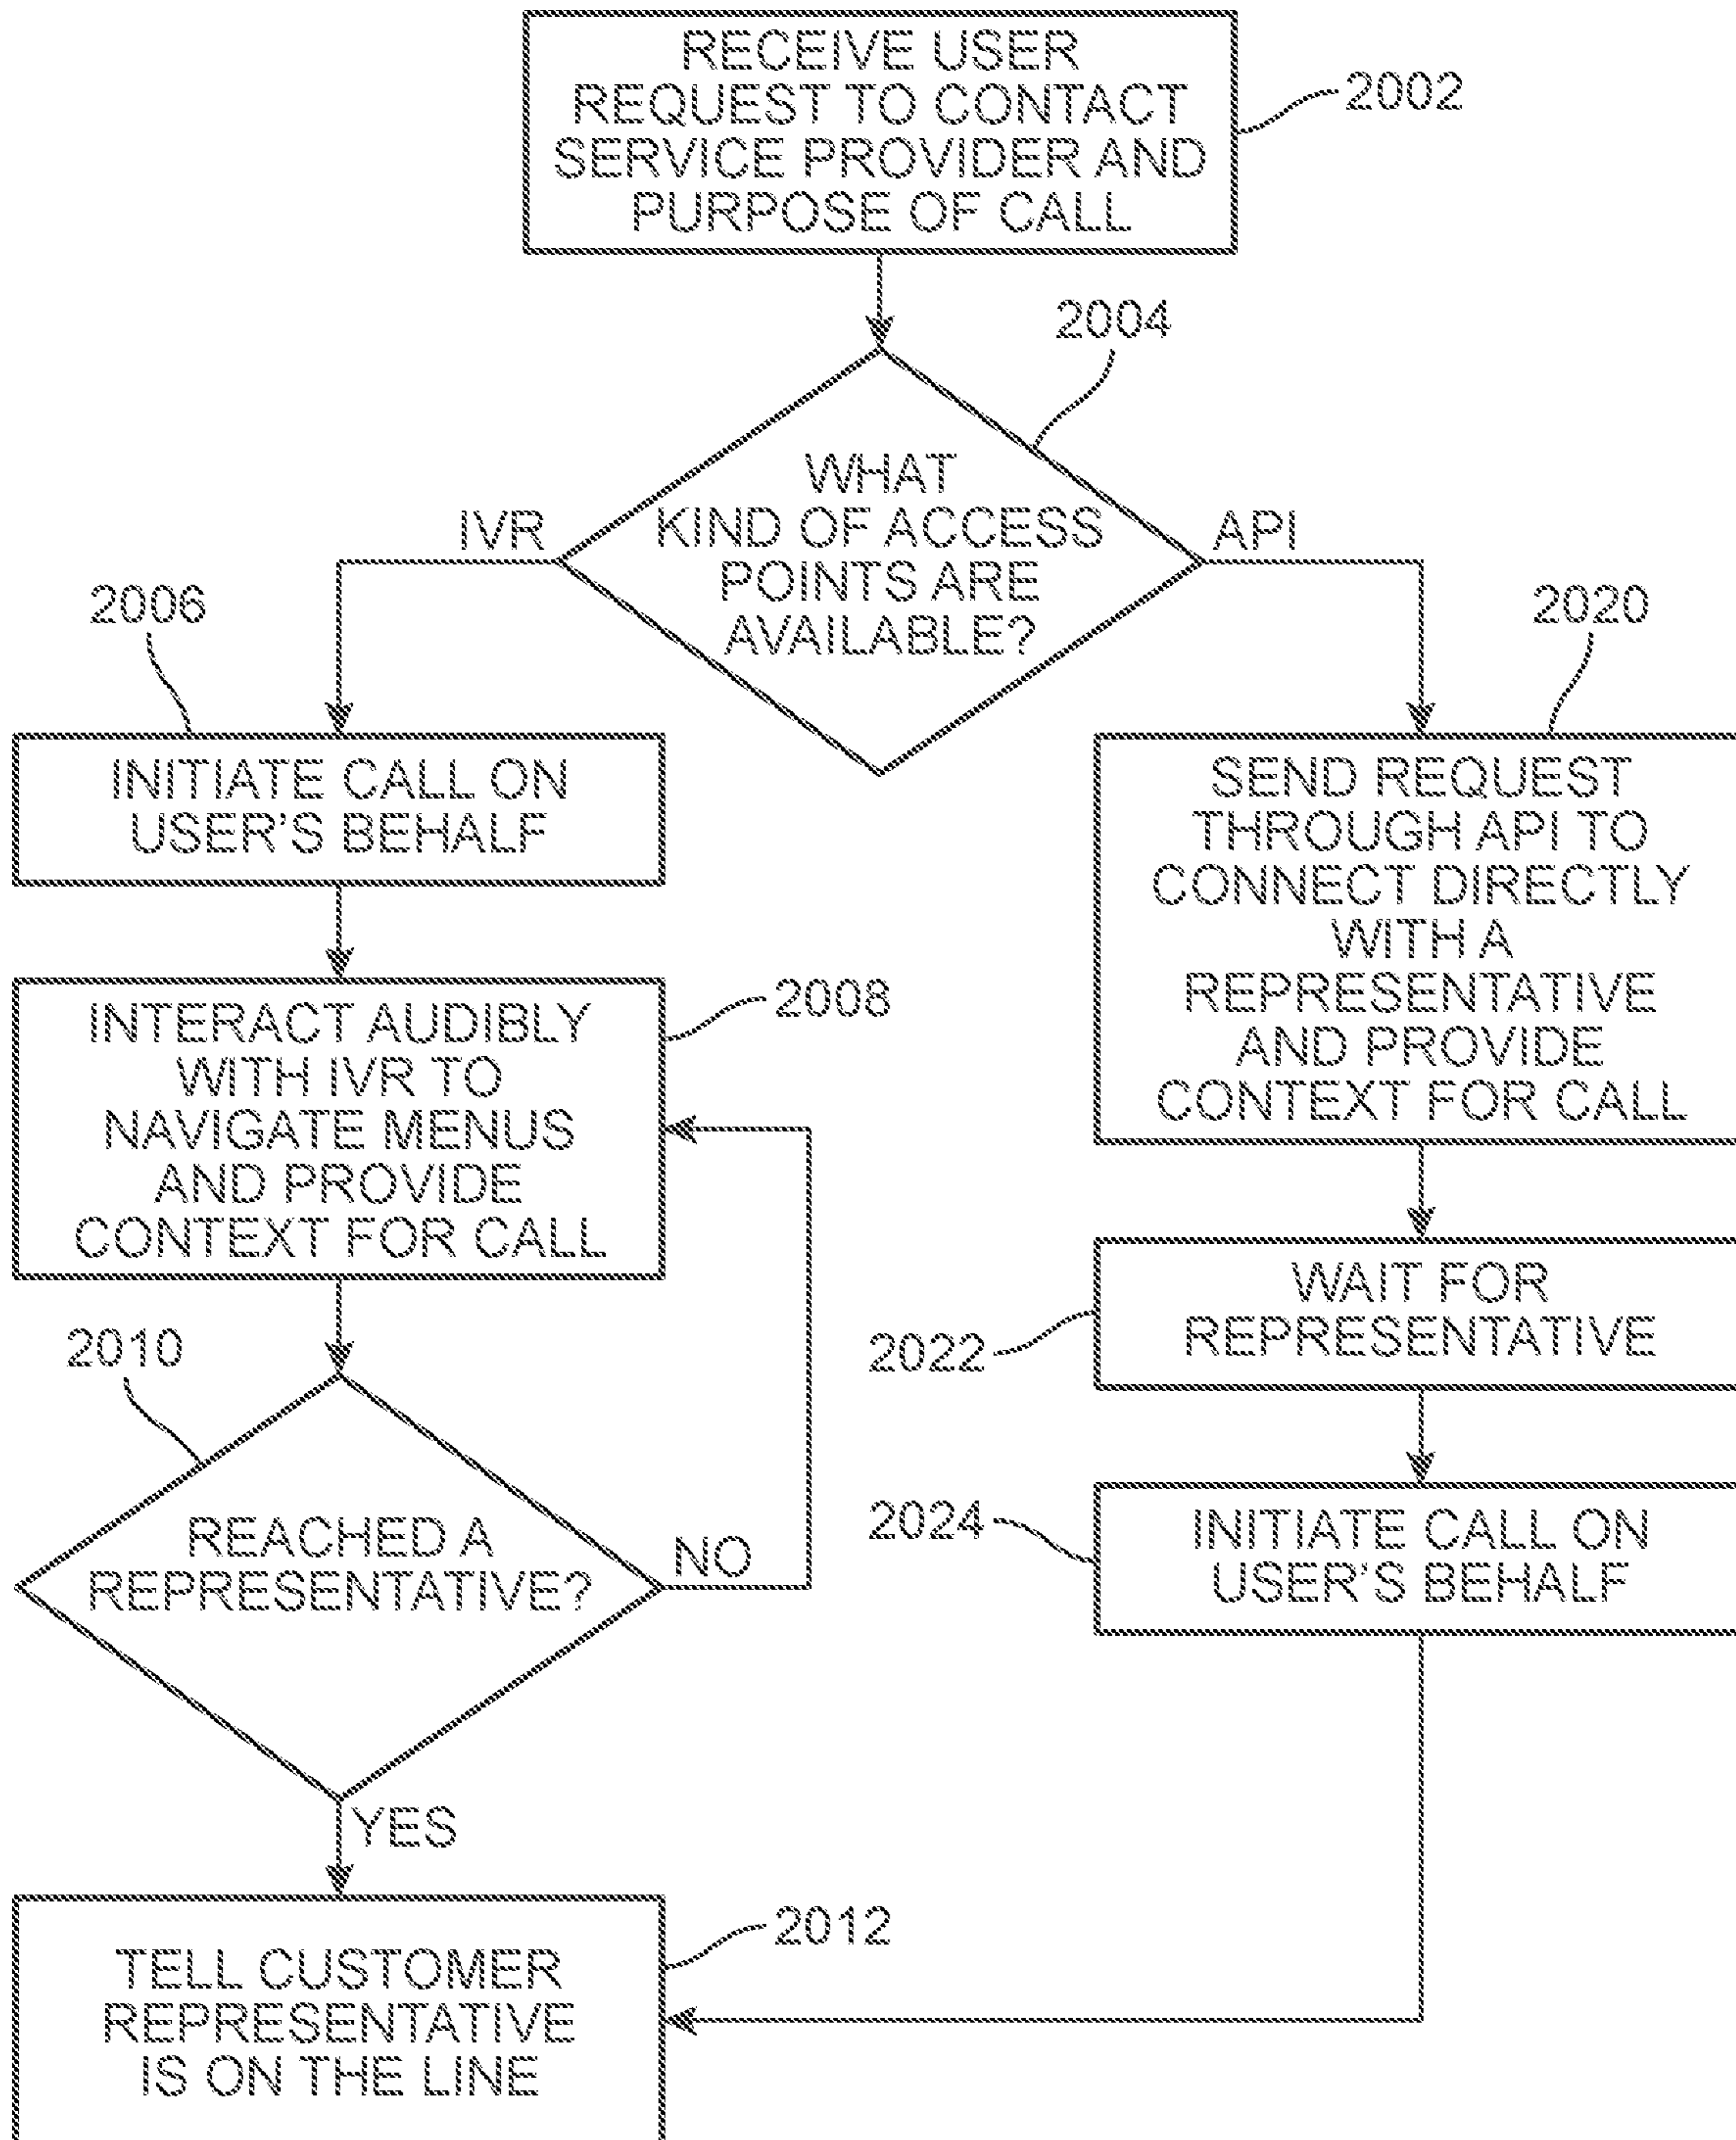 RECEIVE USER
REQUEST TO CONTACT
SERVICE PROVIDER AND
PURPOSE OF CALL
2002
2004
WHAT
KIND OF ACCESS
POINTS ARE
AVAILABLE?
IVR
API
2006
INITIATE CALL ON
USER'S BEHALF
2008
INTERACT AUDIBLY
WITH IVR TO
NAVIGATE MENUS
AND PROVIDE
CONTEXT FOR CALL
2010
REACHED A
REPRESENTATIVE?
NO
YES
2012
TELL CUSTOMER
REPRESENTATIVE
IS ON THE LINE
2020
SEND REQUEST
THROUGH API TO
CONNECT DIRECTLY
WITH A
REPRESENTATIVE
AND PROVIDE
CONTEXT FOR CALL
2022
WAIT FOR
REPRESENTATIVE
2024
INITIATE CALL ON
USER'S BEHALF